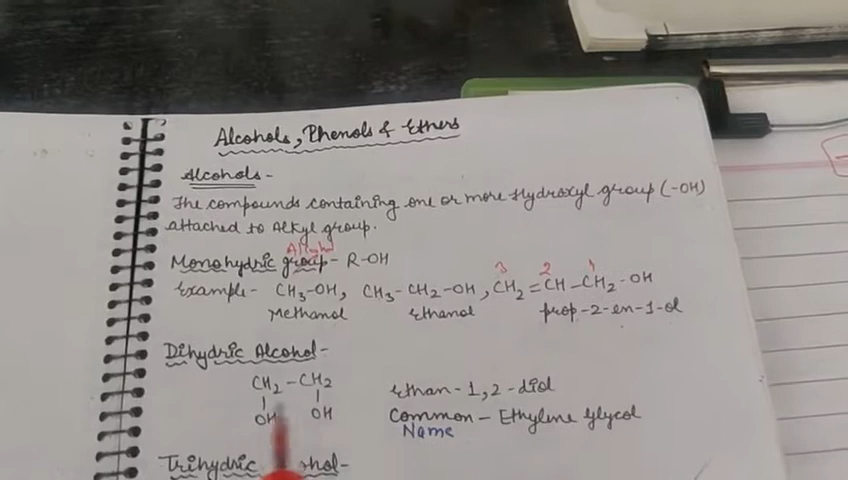 Alcohols, Phenols & Ethers
Alcohols-
The compounds containing one or more Hydroxyl group (-OH)
attached to Alkyl group.
Alcohol
Monohydric group- R-OH
3 2 1
Example- CH3-OH, CH3-CH2-OH, CH2=CH-CH2-OH
Methanol Ethanol prop-2-en-1-ol
Dihydric Alcohol-
CH2-CH2
OH OH
Ethan-1,2-diol
Common - Ethylene Glycol
Name
Trihydric